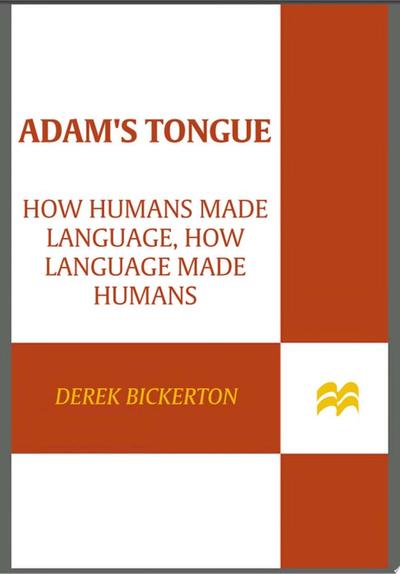 ADAM'S TONGUE
HOW HUMANS MADE
LANGUAGE, HOW
LANGUAGE MADE
HUMANS
DEREK BICKERTON